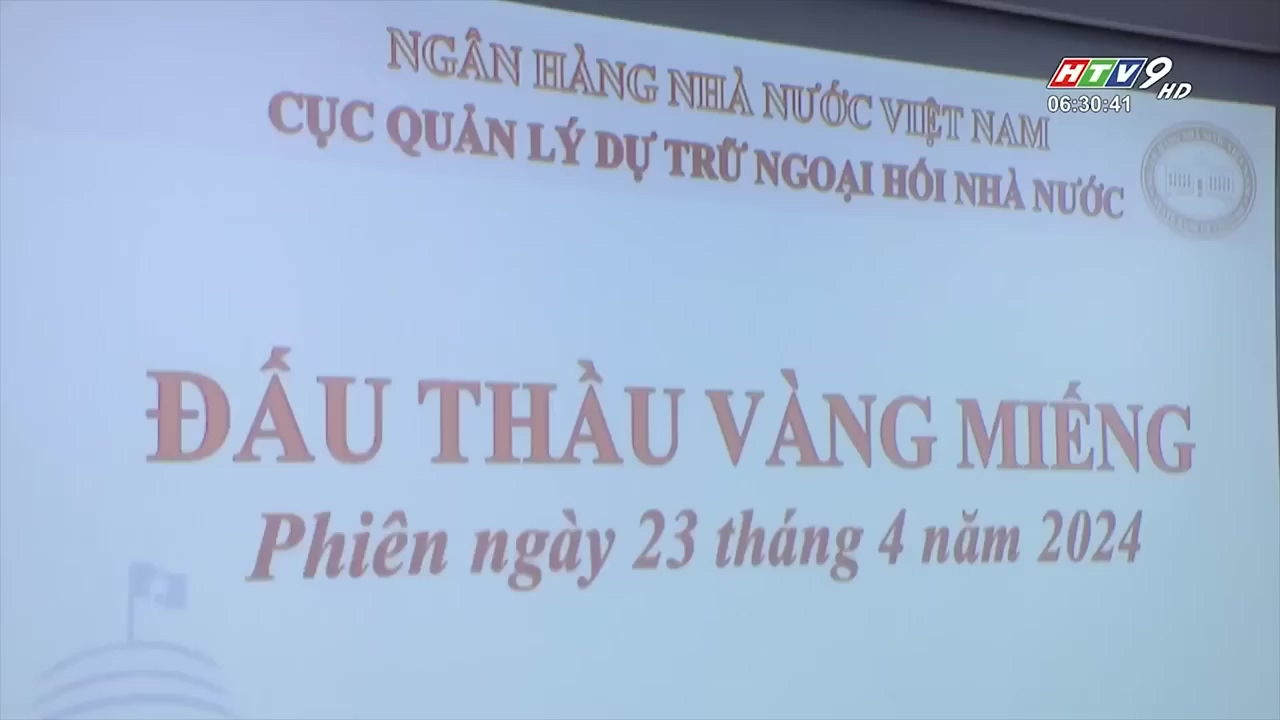 HTV9 HD
06:30:41
NGÂN HÀNG NHÀ NƯỚC VIỆT NAM
CỤC QUẢN LÝ DỰ TRỮ NGOẠI HỐI NHÀ NƯỚC
ĐẤU THẦU VÀNG MIẾNG
Phiên ngày 23 tháng 4 năm 2024